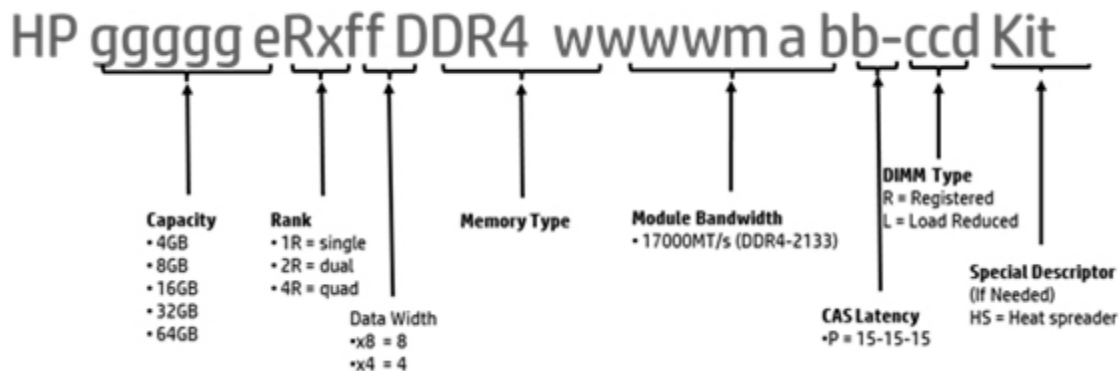 HP ggggg eRxff DDR4 wwwwm a bb-ccd Kit
Capacity
• 4GB
• 8GB
• 16GB
• 32GB
• 64GB
Rank
• 1R = single
• 2R = dual
• 4R = quad
Data Width
•x8 = 8
•x4 = 4
Memory Type
Module Bandwidth
• 17000MT/s (DDR4-2133)
CAS Latency
•P = 15-15-15
DIMM Type
R = Registered
L = Load Reduced
Special Descriptor
(If Needed)
HS = Heat spreader